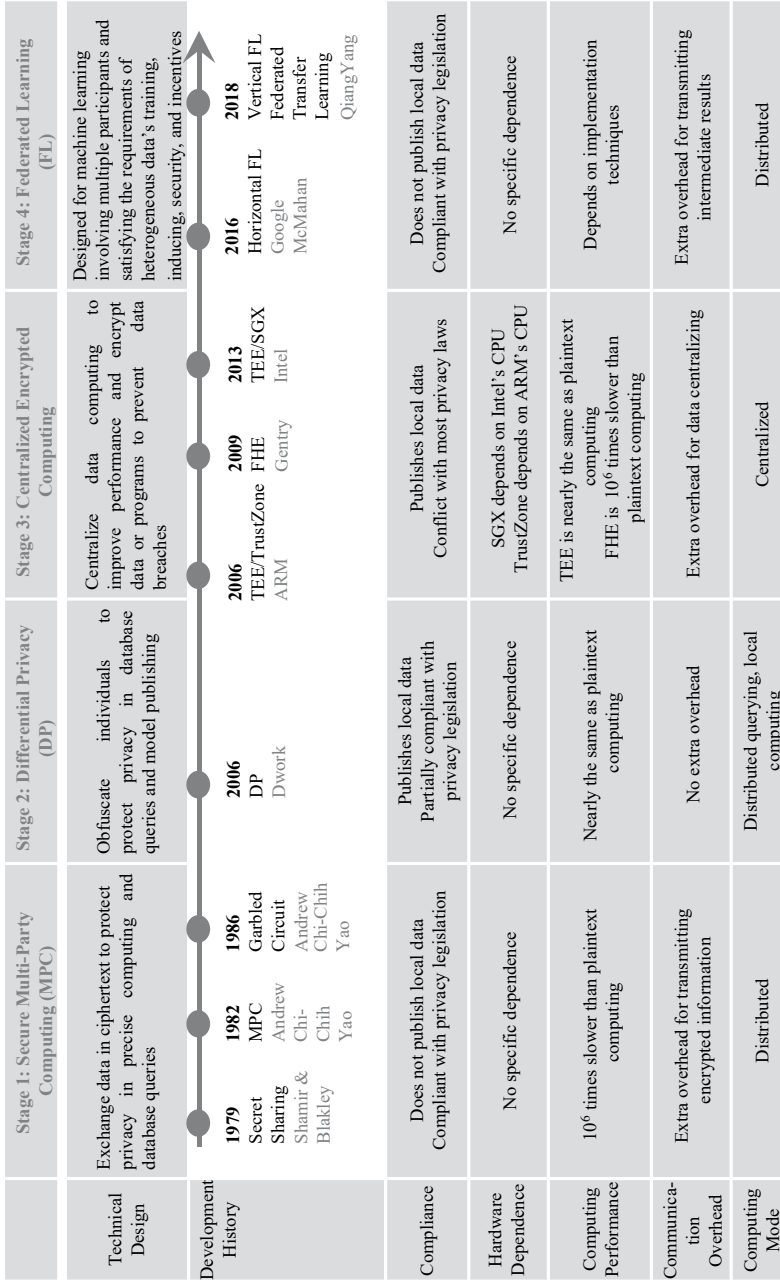 Stage 1: Secure Multi-Party
Computing (MPC)
Stage 2: Differential Privacy
(DP)
Stage 3: Centralized Encrypted
Computing
Stage 4: Federated Learning
(FL)
Technical
Design
Exchange data in ciphertext to protect
privacy in precise computing and
database queries
Obfuscate individuals to
protect privacy in database
queries and model publishing
Centralize data computing to
improve performance and encrypt
data or programs to prevent data
breaches
Designed for machine learning
involving multiple participants and
satisfying the requirements of
heterogeneous data's training,
inducing, security, and incentives
Development
History
1979
Secret
Sharing
Shamir &
Blakley
1982
MPC
Andrew
Chi-
Chih
Yao
1986
Garbled
Circuit
Andrew
Chi-Chih
Yao
2006
DP
Dwork
2006
TEE/TrustZone
ARM
2009
FHE
Gentry
2013
TEE/SGX
Intel
2016
Horizontal FL
Google
McMahan
2018
Vertical FL
Federated
Transfer
Learning
QiangYang
Compliance
Does not publish local data
Compliant with privacy legislation
Publishes local data
Partially compliant with
privacy legislation
Publishes local data
Conflict with most privacy laws
Does not publish local data
Compliant with privacy legislation
Hardware
Dependence
No specific dependence
No specific dependence
SGX depends on Intel's CPU
TrustZone depends on ARM's CPU
No specific dependence
Computing
Performance
10⁶ times slower than plaintext
computing
Nearly the same as plaintext
computing
TEE is nearly the same as plaintext
computing
FHE is 10⁶ times slower than
plaintext computing
Depends on implementation
techniques
Communica-
tion
Overhead
Extra overhead for transmitting
encrypted information
No extra overhead
Extra overhead for data centralizing
Extra overhead for transmitting
intermediate results
Computing
Mode
Distributed
Distributed querying, local
computing
Centralized
Distributed